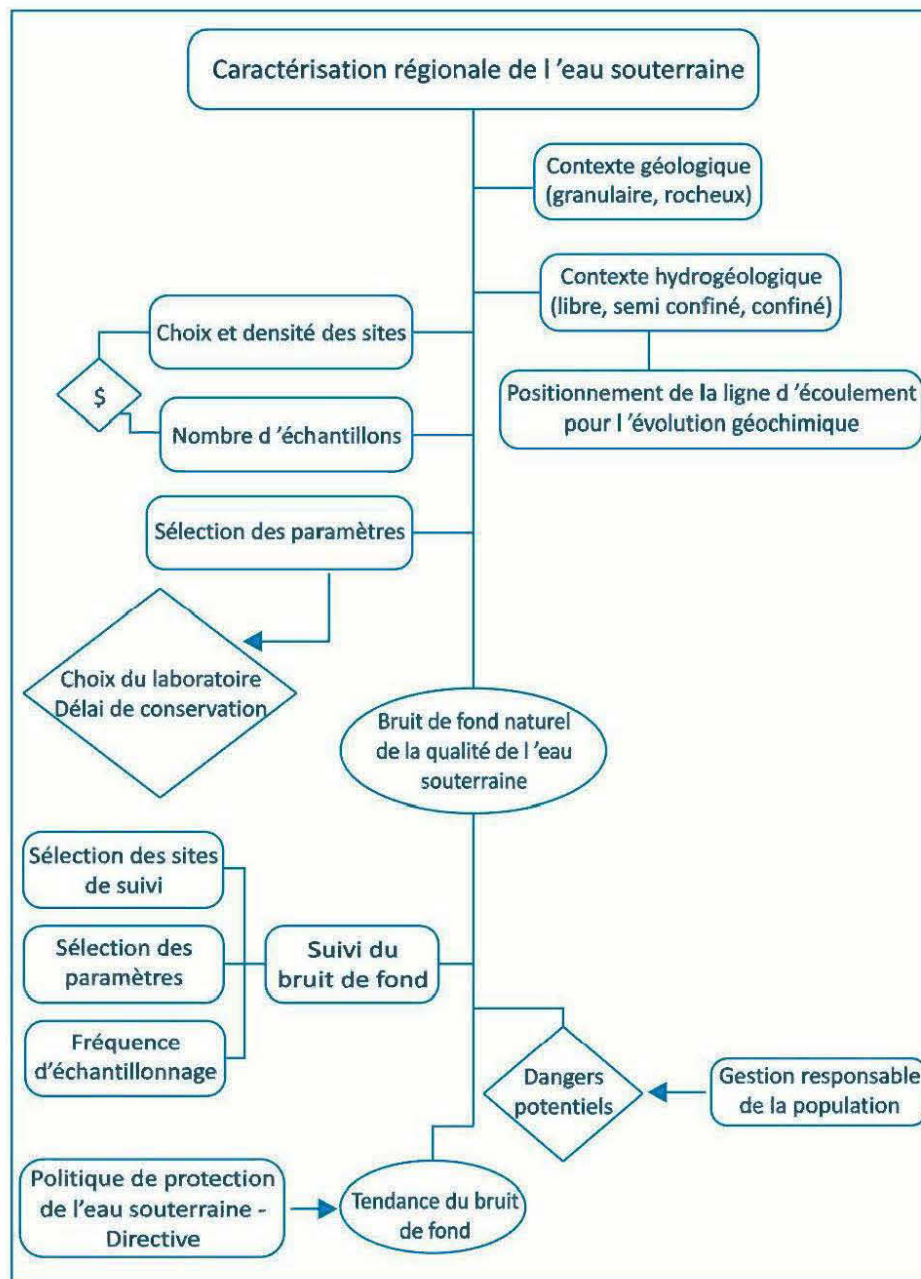 Caractérisation régionale de l 'eau souterraine
Contexte géologique
(granulaire, rocheux)
Contexte hydrogéologique
(libre, semi confiné, confiné)
Choix et densité des sites
$
Positionnement de la ligne d 'écoulement
pour l 'évolution géochimique
Nombre d 'échantillons
Sélection des paramètres
Choix du laboratoire
Délai de conservation
Bruit de fond naturel
de la qualité de l 'eau
souterraine
Sélection des sites
de suivi
Sélection des
paramètres
Fréquence
d'échantillonnage
Suivi du
bruit de fond
Dangers
potentiels
Gestion responsable
de la population
Politique de protection
de l'eau souterraine -
Directive
Tendance du bruit
de fond